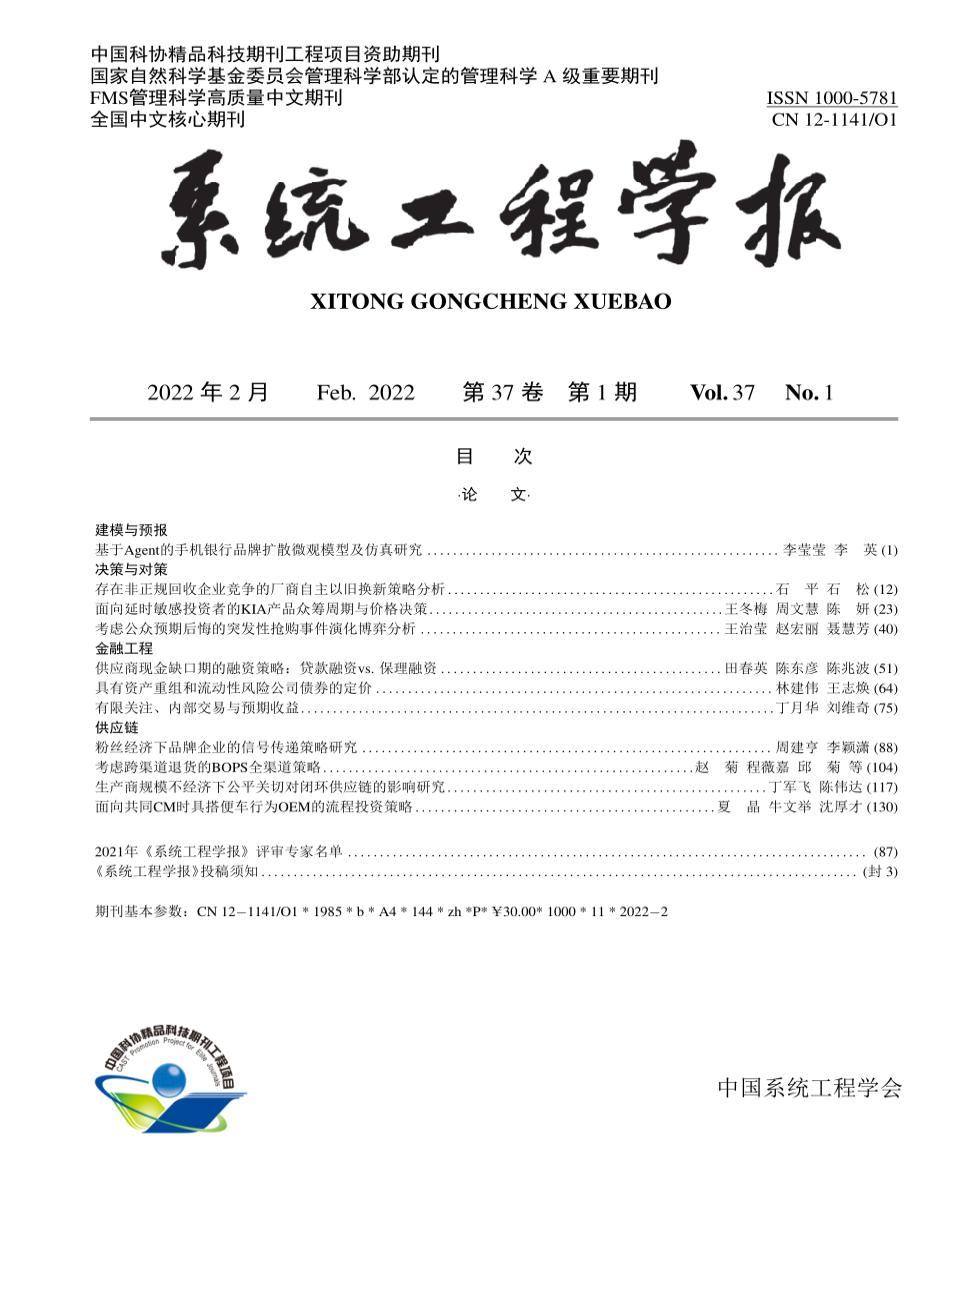 中国科协精品科技期刊工程项目资助期刊
国家自然科学基金委员会管理科学部认定的管理科学 A 级重要期刊
FMS管理科学高质量中文期刊
全国中文核心期刊
ISSN 1000-5781
CN 12-1141/O1
系统工程学报
XITONG GONGCHENG XUEBAO
2022 年 2 月 Feb. 2022 第 37 卷 第 1 期 Vol. 37 No. 1
目 次
·论 文·
建模与预报
基于Agent的手机银行品牌扩散微观模型及仿真研究 ........ 李莹莹 李 英 (1)
决策与对策
存在非正规回收企业竞争的厂商自主以旧换新策略分析 ........ 石 平 石 松 (12)
面向延时敏感投资者的KIA产品众筹周期与价格决策 ........ 王冬梅 周文慧 陈 妍 (23)
考虑公众预期后悔的突发性抢购事件演化博弈分析 ........ 王治莹 赵宏丽 聂慧芳 (40)
金融工程
供应商现金缺口期的融资策略：贷款融资vs. 保理融资 ........ 田春英 陈东彦 陈兆波 (51)
具有资产重组和流动性风险公司债券的定价 ........ 林建伟 王志焕 (64)
有限关注、内部交易与预期收益 ........ 丁月华 刘维奇 (75)
供应链
粉丝经济下品牌企业的信号传递策略研究 ........ 周建亨 李颖潇 (88)
考虑跨渠道退货的BOPS全渠道策略 ........ 赵 菊 程薇嘉 邱 菊 等 (104)
生产商规模不经济下公平关切对闭环供应链的影响研究 ........ 丁军飞 陈伟达 (117)
面向共同CM时具搭便车行为OEM的流程投资策略 ........ 夏 晶 牛文举 沈厚才 (130)
2021年《系统工程学报》评审专家名单 ........ (87)
《系统工程学报》投稿须知 ........ (封 3)
期刊基本参数：CN 12−1141/O1 * 1985 * b * A4 * 144 * zh *P* ¥30.00* 1000 * 11 * 2022−2
中国科协精品科技期刊工程项目
CAST Promotion Project for Elite Journals
中国系统工程学会